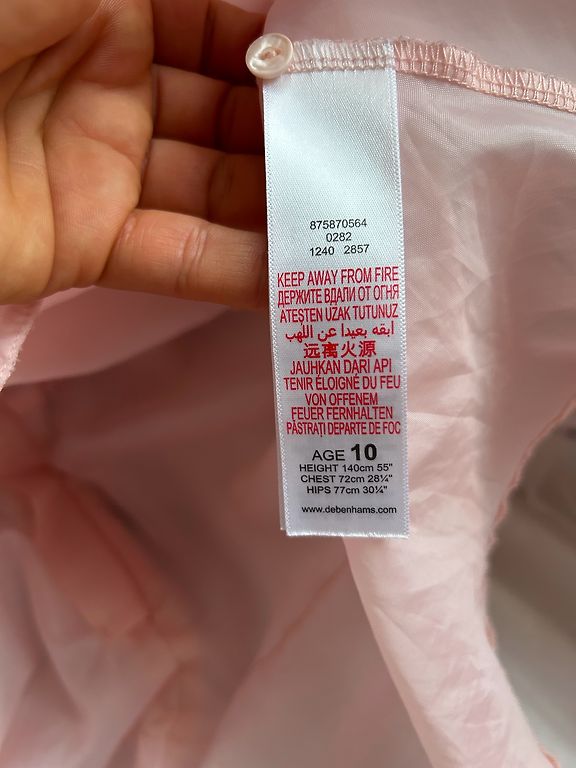 875870564
0282
1240 2857
KEEP AWAY FROM FIRE
ДЕРЖИТЕ ВДАЛИ ОТ ОГНЯ
ATEŞTEN UZAK TUTUNUZ
ابقه بعيدا عن اللهب
远离火源
JAUHKAN DARI API
TENIR ÉLOIGNÉ DU FEU
VON OFFENEM
FEUER FERNHALTEN
PĂSTRAȚI DEPARTE DE FOC
AGE 10
HEIGHT 140cm 55"
CHEST 72cm 28¼"
HIPS 77cm 30¼"
www.debenhams.com